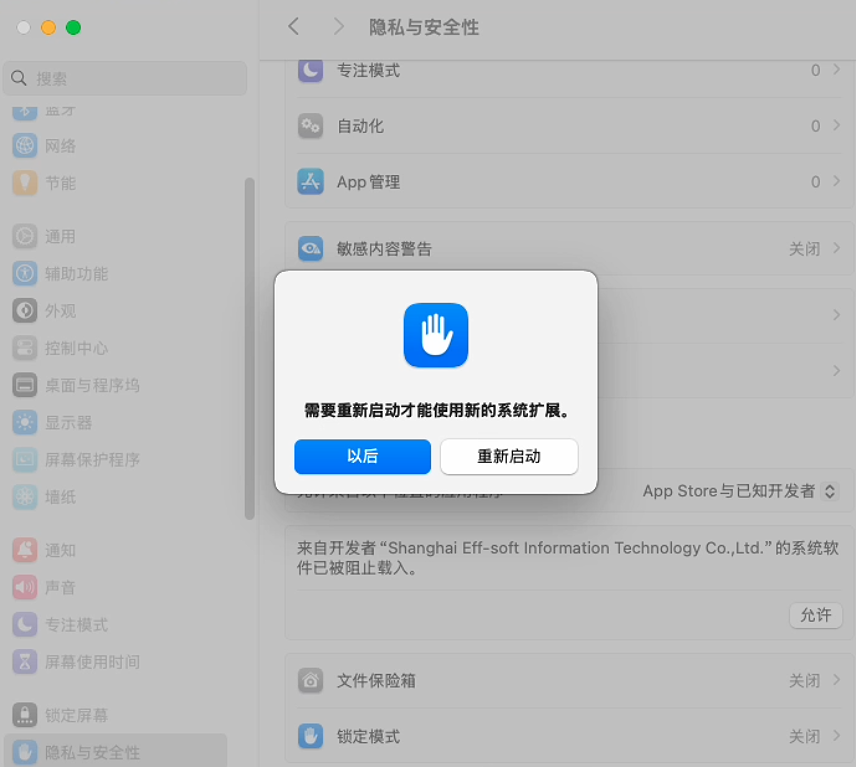 隐私与安全性
搜索
蓝牙
网络
节能
通用
辅助功能
外观
控制中心
桌面与程序坞
显示器
屏幕保护程序
墙纸
通知
声音
专注模式
屏幕使用时间
锁定屏幕
隐私与安全性
专注模式 0
自动化 0
App 管理 0
敏感内容警告 关闭
需要重新启动才能使用新的系统扩展。
以后 重新启动
App Store与已知开发者
来自开发者“Shanghai Eff-soft Information Technology Co.,Ltd.”的系统软
件已被阻止载入。
允许
文件保险箱 关闭
锁定模式 关闭